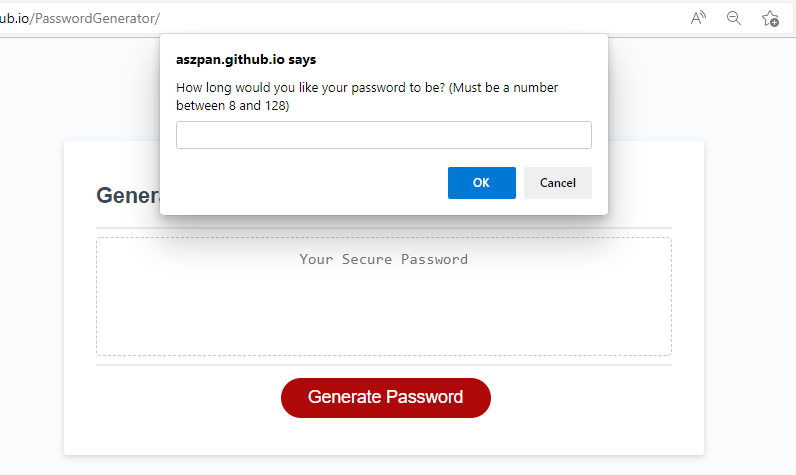 ub.io/PasswordGenerator/
aszpan.github.io says
How long would you like your password to be? (Must be a number
between 8 and 128)
OK
Cancel
Gener
Your Secure Password
Generate Password